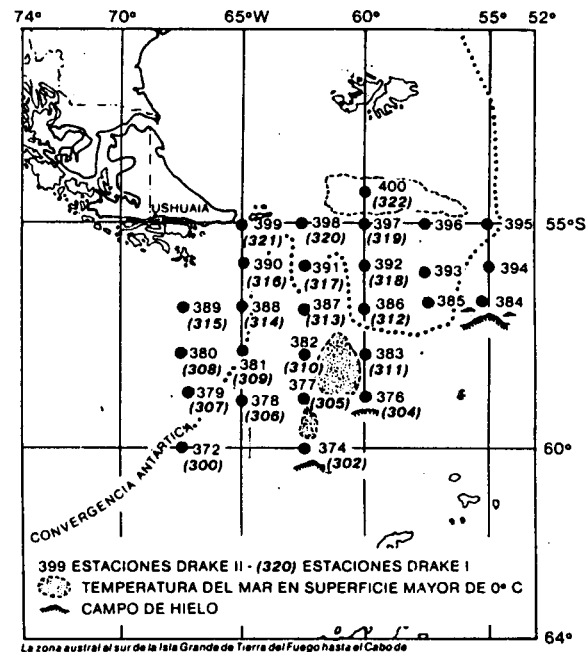 74° 70° 65°W 60° 55° 52°
USHUAIA
400
(322)
55°S
399 398 397 396 395
(321) (320) (319)
390 391 392 393 394
(316) (317) (318)
389 388 387 386 385 384
(315) (314) (313) (312)
380 381 382 383
(308) (309) (310) (311)
379 378 377 376
(307) (306) (305) (304)
372 374
(300) (302)
60°
CONVERGENCIA ANTÁRTICA
399 ESTACIONES DRAKE II - (320) ESTACIONES DRAKE I
TEMPERATURA DEL MAR EN SUPERFICIE MAYOR DE 0° C
CAMPO DE HIELO
64°
La zona austral el sur de la Isla Grande de Tierra del Fuego hasta el Cabo de